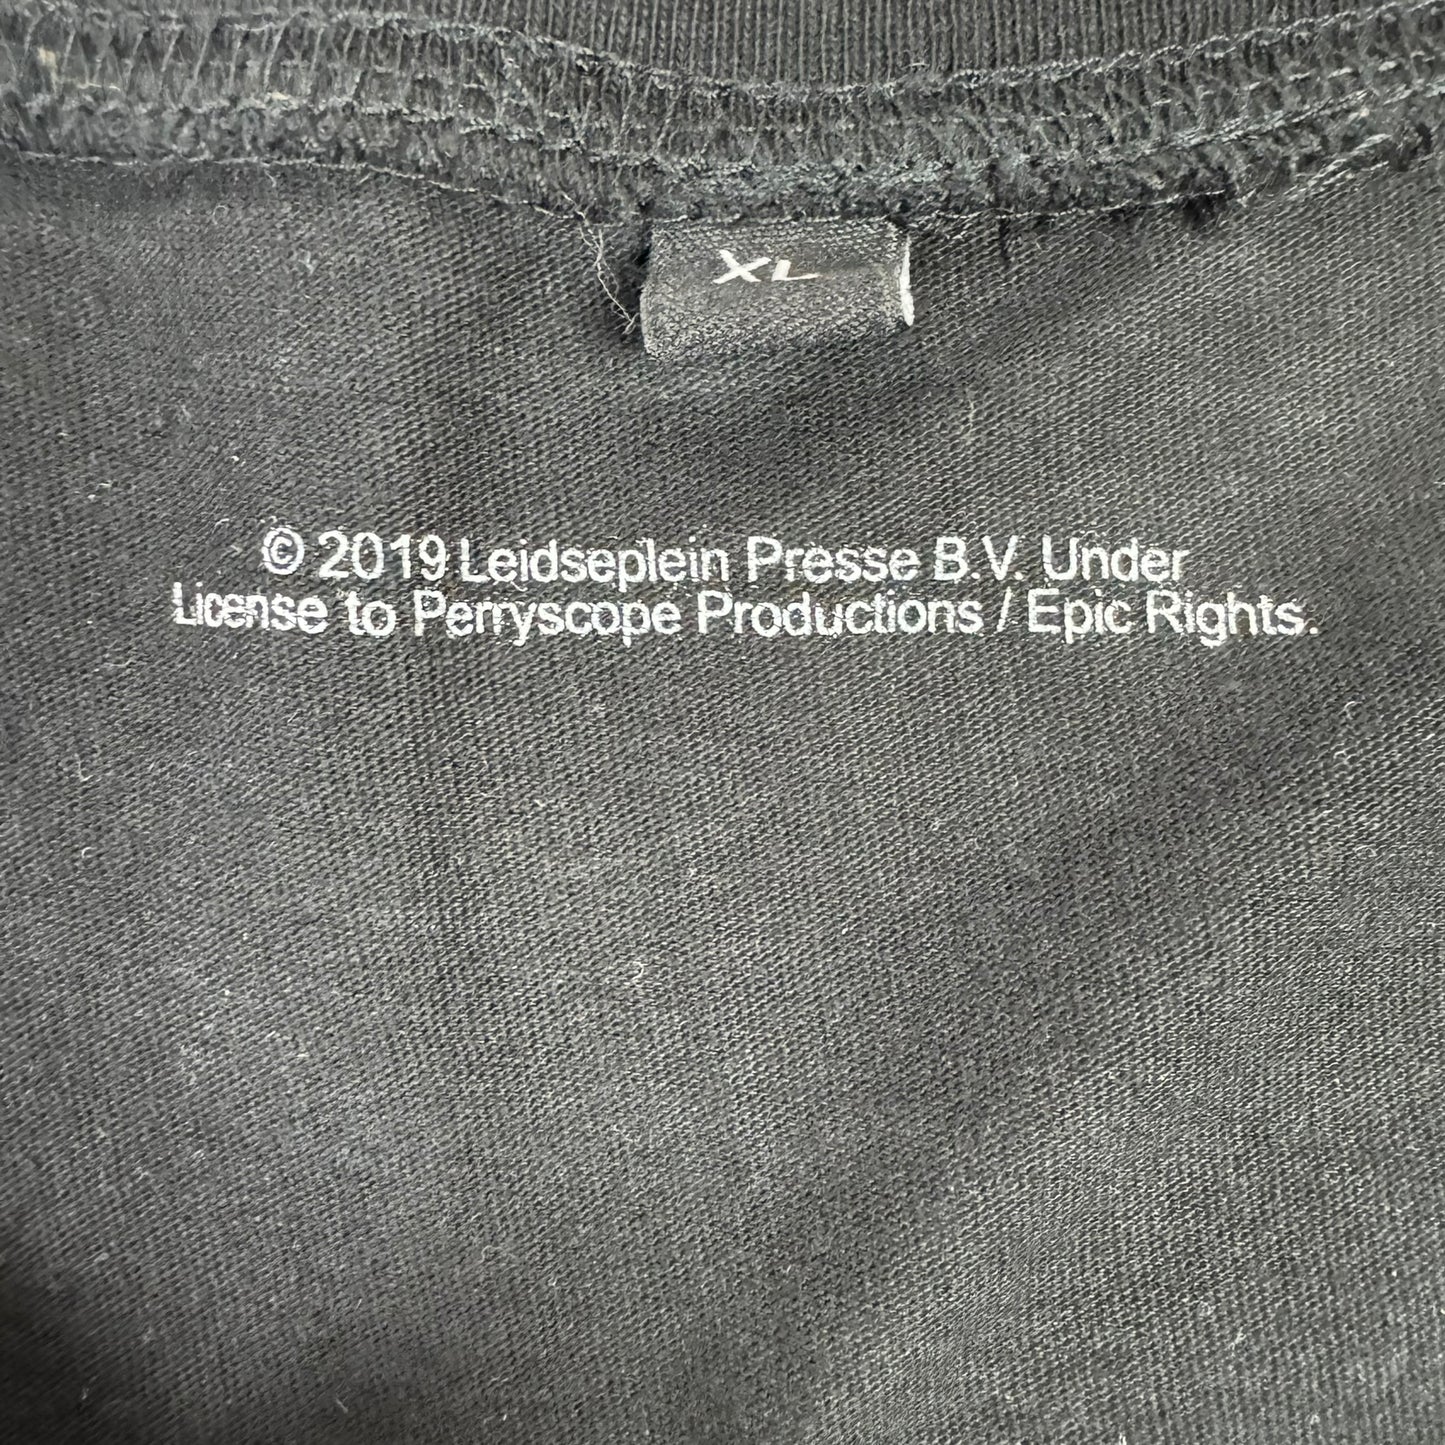 XL
© 2019 Leidseplein Presse B.V. Under
License to Perryscope Productions / Epic Rights.